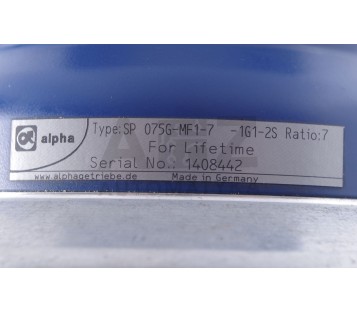 alpha
Type:SP 075G-MF1-7 -1G1-2S Ratio:7
For Lifetime
Serial No.: 1408442
www.alphagetriebe.de Made in Germany